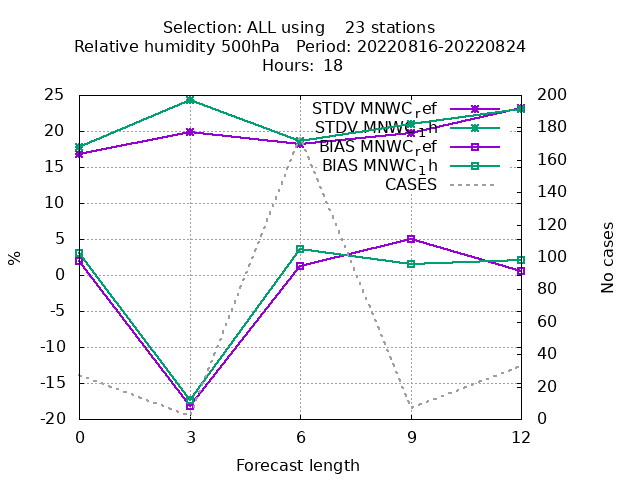 Selection: ALL using    23 stations
Relative humidity 500hPa   Period: 20220816-20220824
Hours: 18
25
20
15
10
5
0
-5
-10
-15
-20
%
200
180
160
140
120
100
80
60
40
20
0
No cases
STDV MNWC_ref
STDV MNWC_1h
BIAS MNWC_ref
BIAS MNWC_1h
CASES
0 3 6 9 12
Forecast length